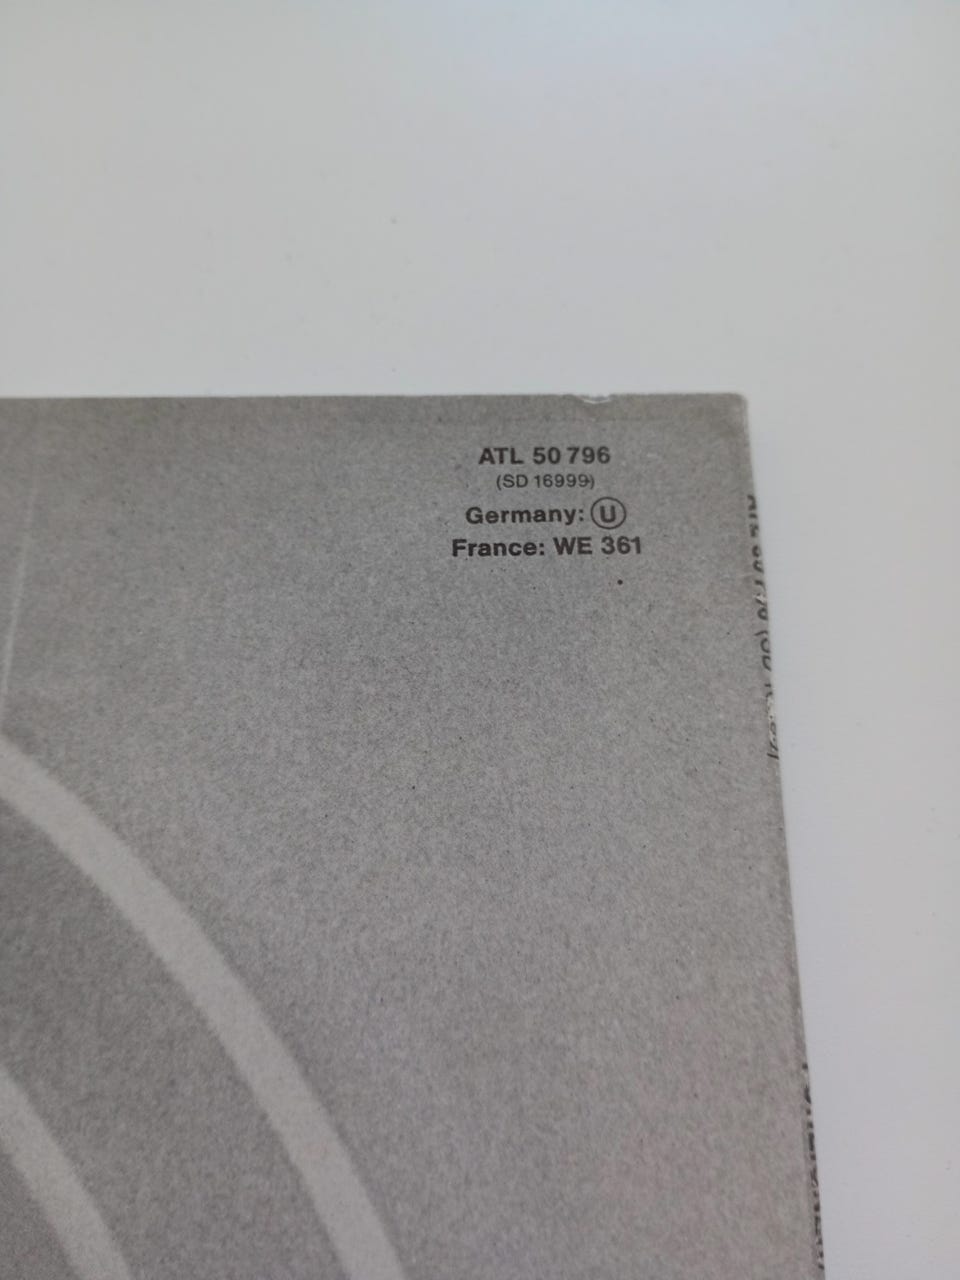 ATL 50 796
(SD 16999)
Germany: Ⓤ
France: WE 361